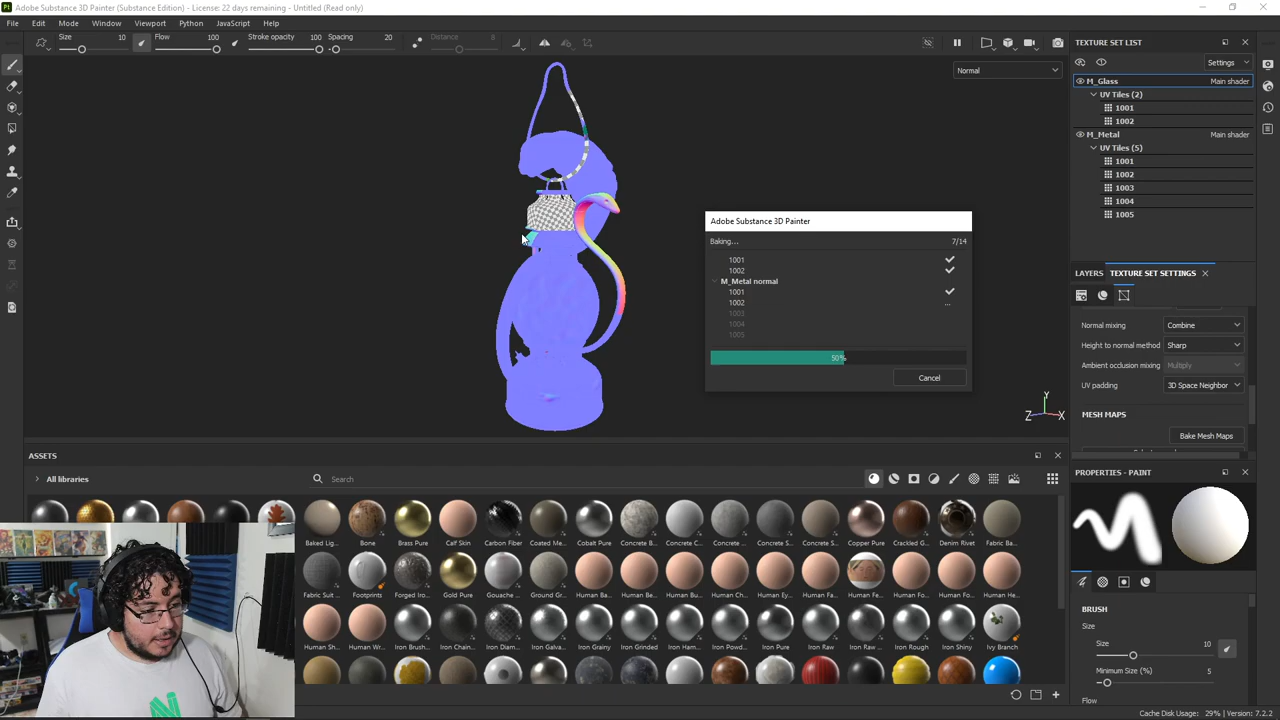 Adobe Substance 3D Painter (Substance Edition) - License: 22 days remaining - Untitled (Read only)
File Edit Mode Window Viewport Python JavaScript Help
Size 10 Flow 100 Stroke opacity 100 Spacing 20 Distance 8
Normal
TEXTURE SET LIST
Settings
M_Glass Main shader
UV Tiles (2)
1001
1002
M_Metal Main shader
UV Tiles (5)
1001
1002
1003
1004
1005
Adobe Substance 3D Painter
Baking... 7/14
1001
1002
M_Metal normal
1001
1002 ...
1003
1004
1005
50%
Cancel
LAYERS TEXTURE SET SETTINGS
Normal mixing Combine
Height to normal method Sharp
Ambient occlusion mixing Multiply
UV padding 3D Space Neighbor
MESH MAPS
Bake Mesh Maps
Z Y X
ASSETS
All libraries Search
Baked Lig... Bone Brass Pure Calf Skin Carbon Fiber Coated Me... Cobalt Pure Concrete B... Concrete C... Concrete ... Concrete S... Concrete S... Copper Pure Cracked G... Denim Rivet Fabric Ba...
Fabric Suit ... Footprints Forged Iro... Gold Pure Gouache ... Ground Gr... Human Ba... Human Be... Human Bu... Human Ch... Human Ey... Human Fa... Human Fe... Human Fo... Human Fo... Human He...
Human Sh... Human Wr... Iron Brush... Iron Chain... Iron Diam... Iron Galva... Iron Grainy Iron Grinded Iron Ham... Iron Powd... Iron Pure Iron Raw Iron Raw ... Iron Rough Iron Shiny Ivy Branch
PROPERTIES - PAINT
BRUSH
Size
Size 10
Minimum Size (%) 5
Flow
Cache Disk Usage: 29% | Version: 7.2.2